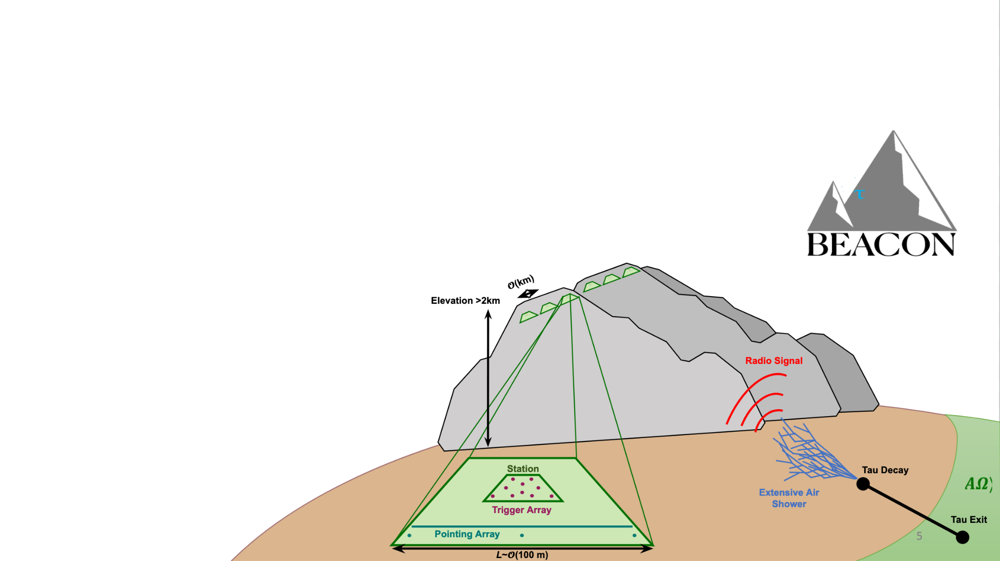 τ
BEACON
𝒪(km)
Elevation >2km
Radio Signal
Station
Trigger Array
Pointing Array
L~𝒪(100 m)
Tau Decay
Extensive Air
Shower
AΩ)
Tau Exit
5